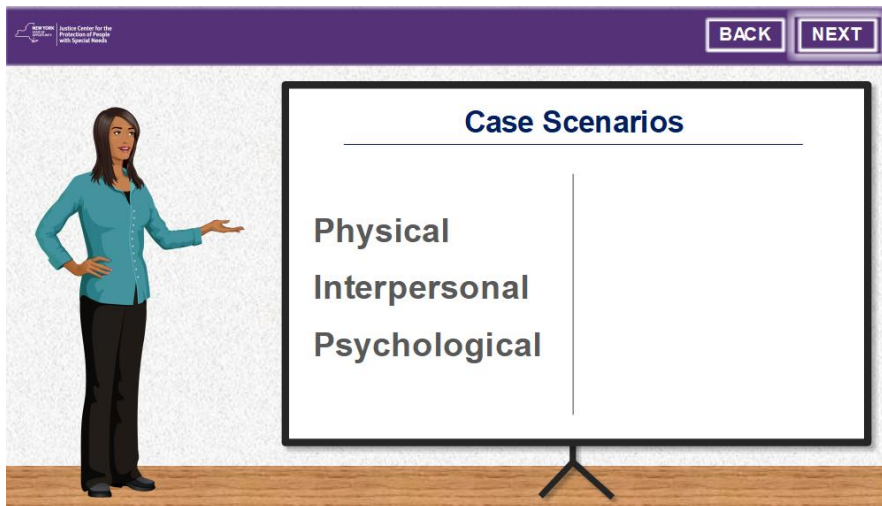 NEW YORK
Justice Center for the
Protection of People
with Special Needs
BACK
NEXT
Case Scenarios
Physical
Interpersonal
Psychological